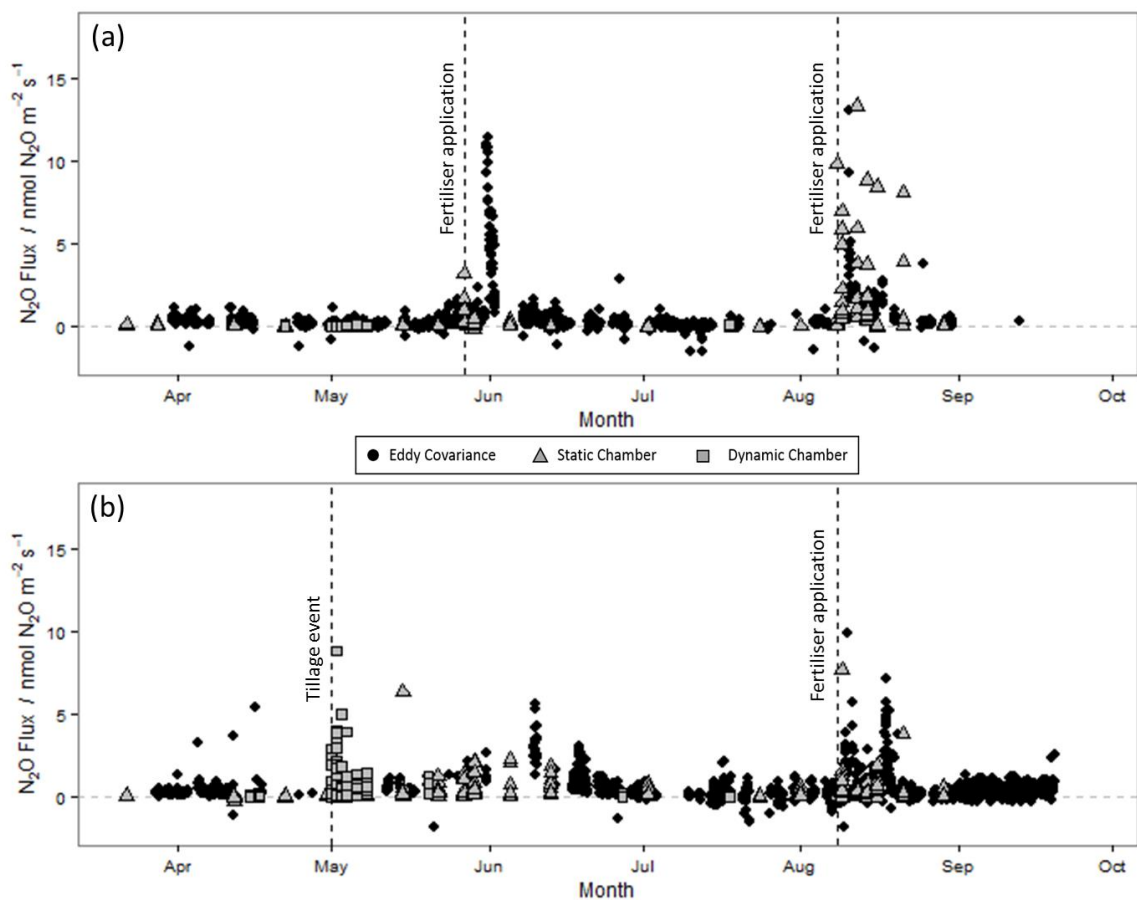 (a)
N₂O Flux / nmol N₂O m⁻² s⁻¹
15
10
5
0
Fertiliser application
Fertiliser application
Apr May Jun Jul Aug Sep Oct
Month
Eddy Covariance Static Chamber Dynamic Chamber
(b)
N₂O Flux / nmol N₂O m⁻² s⁻¹
15
10
5
0
Tillage event
Fertiliser application
Apr May Jun Jul Aug Sep Oct
Month